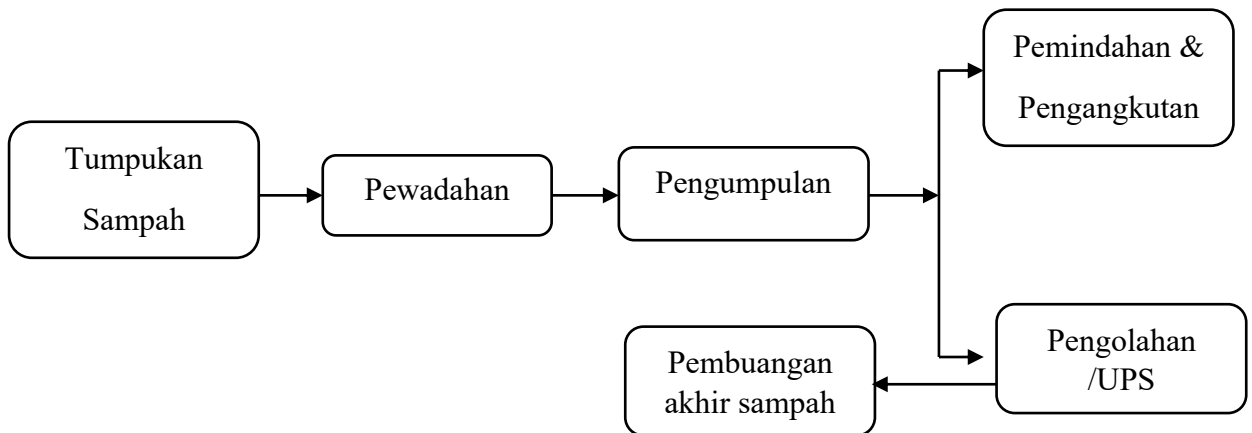 Tumpukan
Sampah
Pewadahan
Pengumpulan
Pemindahan &
Pengangkutan
Pengolahan
/UPS
Pembuangan
akhir sampah